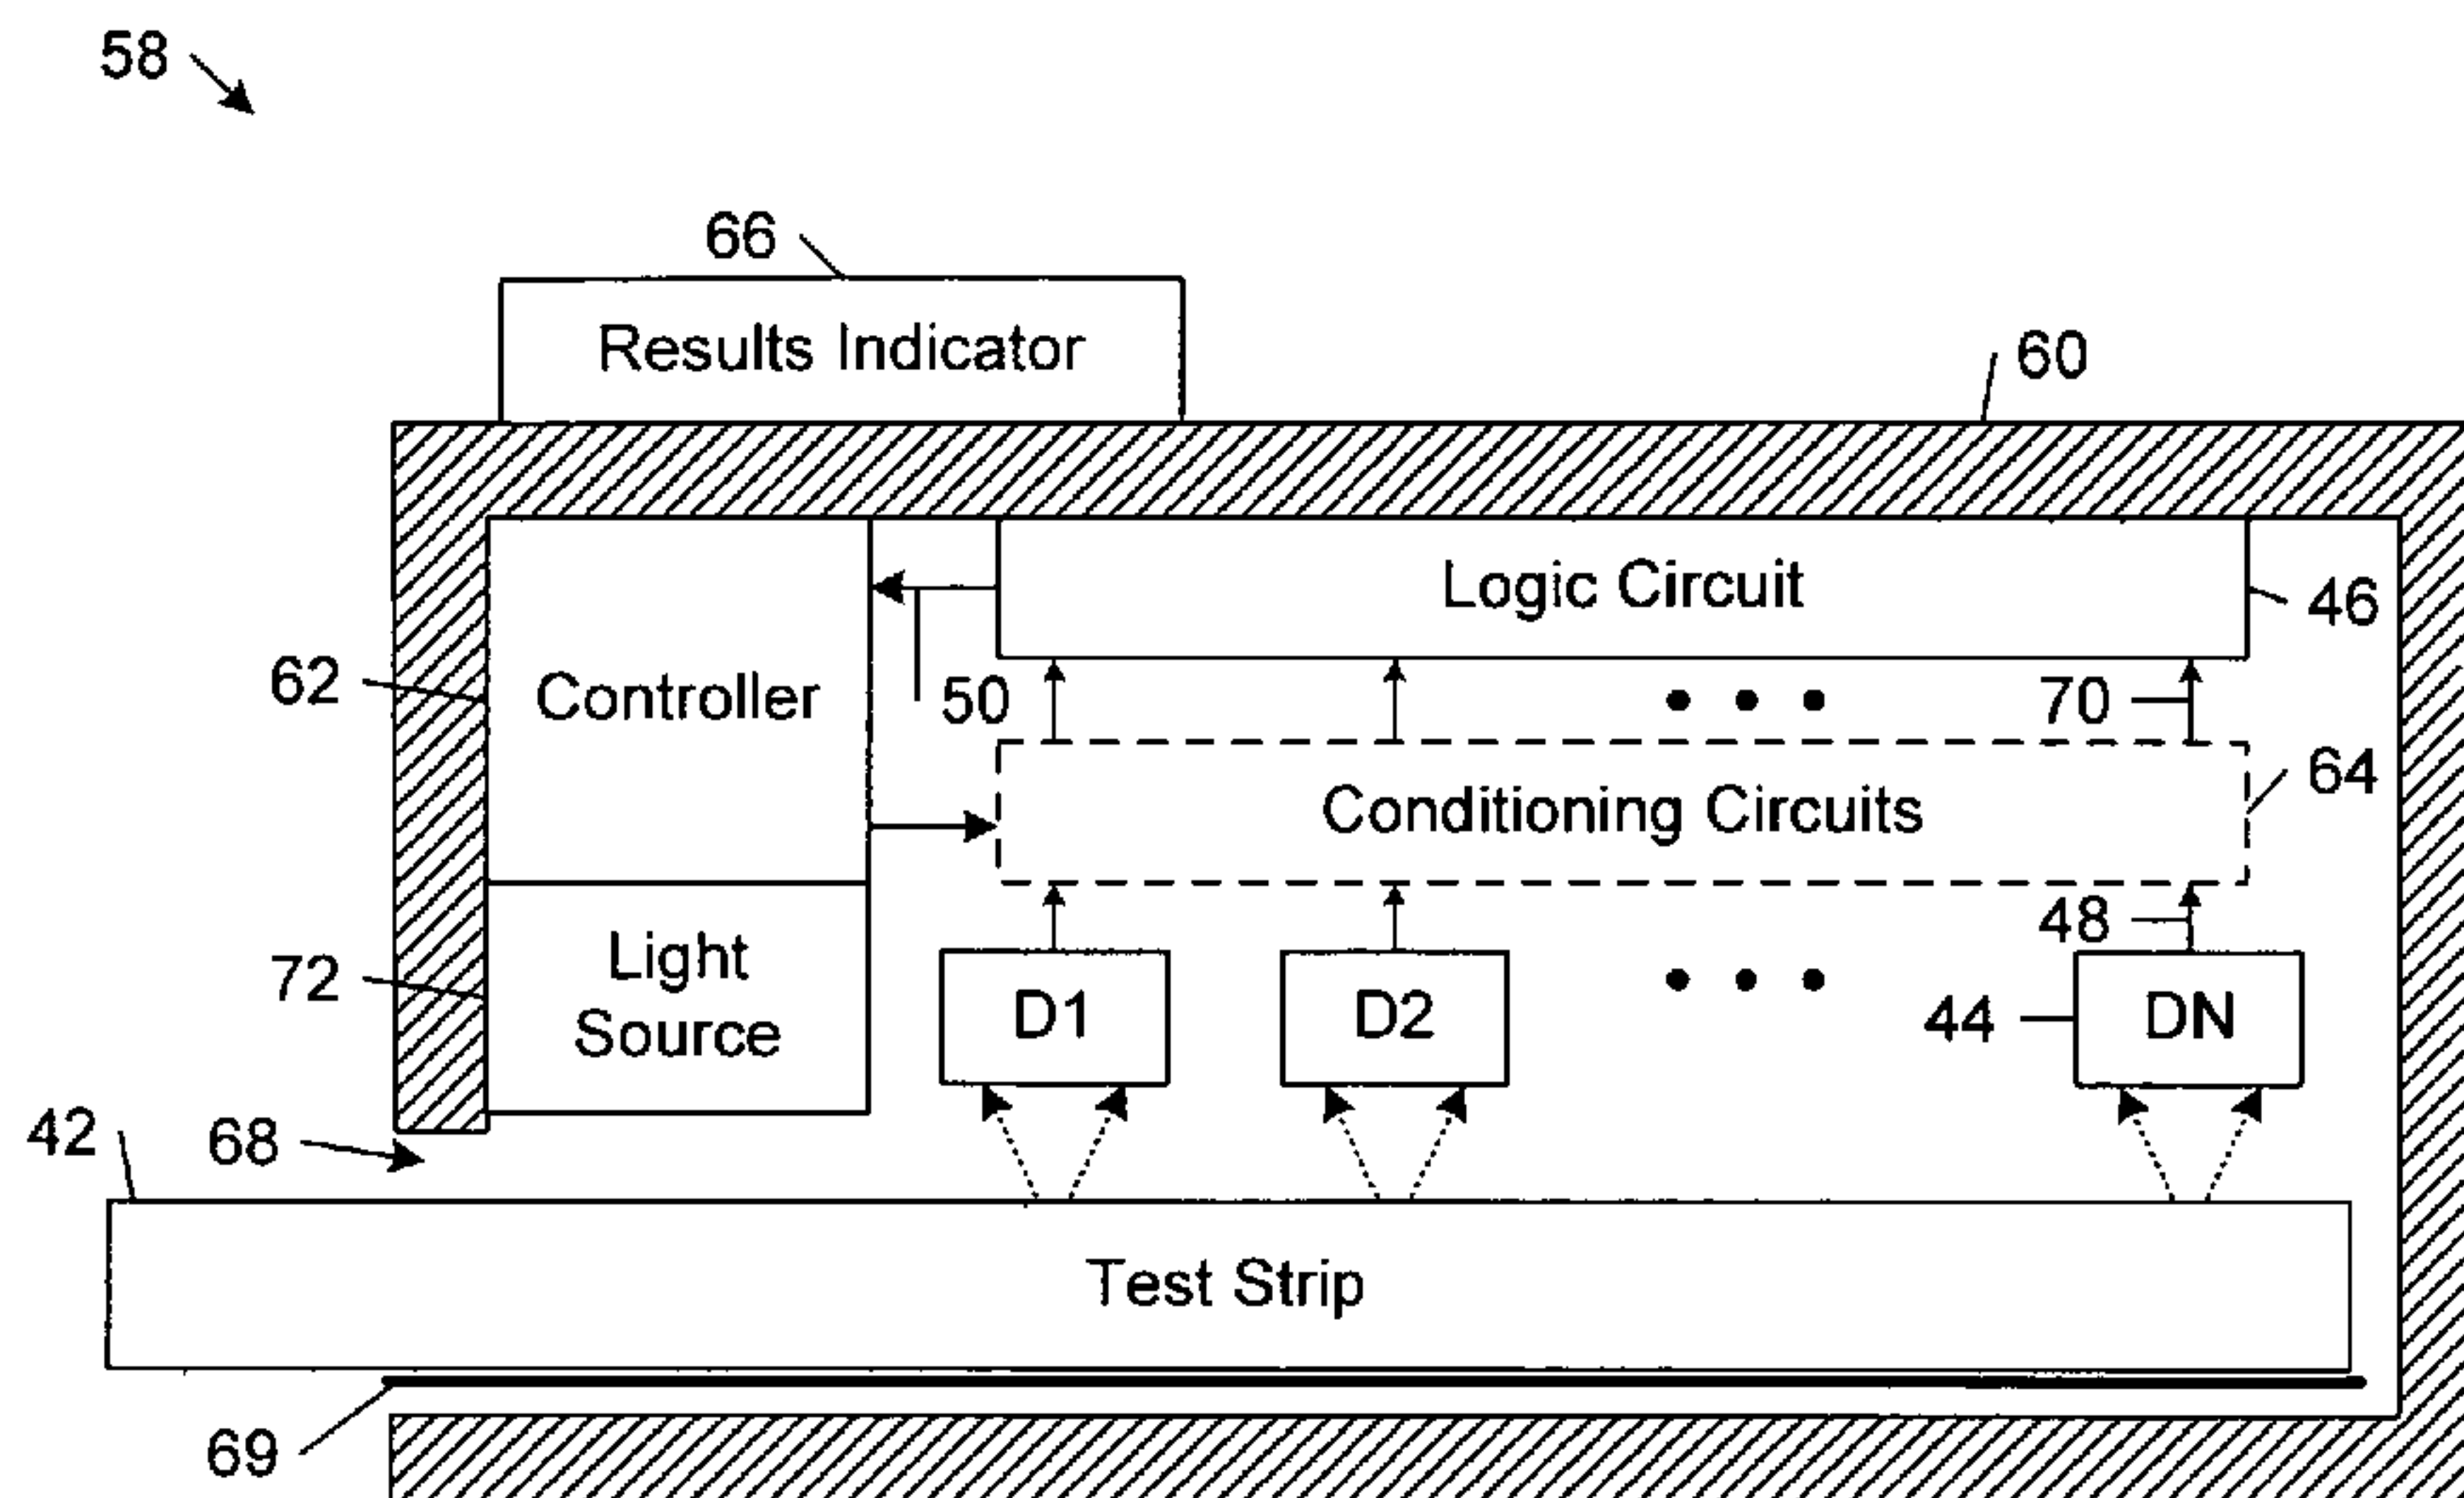 58
66
Results Indicator
60
Logic Circuit
46
62
Controller
50
70
64
Conditioning Circuits
48
72
Light
Source
D1
D2
44
DN
42
68
Test Strip
69